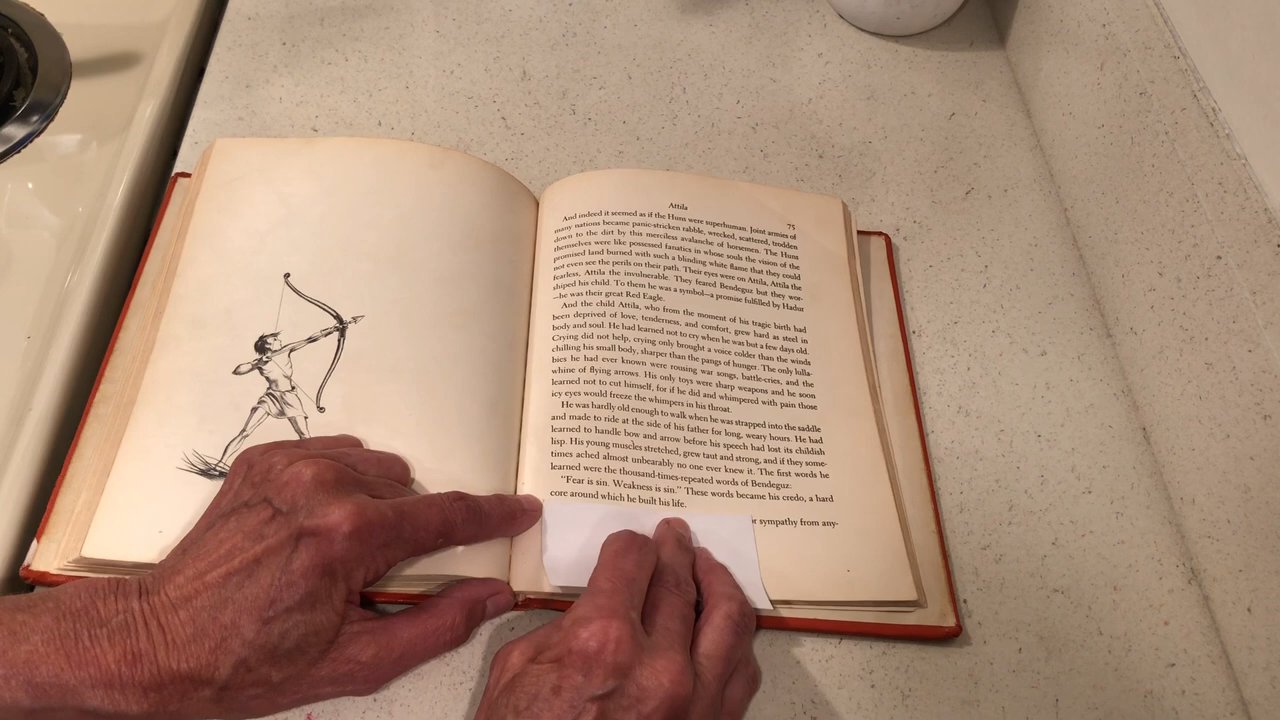 Attila
75
And indeed it seemed as if the Huns were superhuman. Joint armies of
many nations became panic-stricken rabble, wrecked, scattered, trodden
down to the dirt by this merciless avalanche of horsemen. The Huns
themselves were like possessed fanatics in whose souls the vision of the
promised land burned with such a blinding white flame that they could
not even see the perils on their path. Their eyes were on Attila, Attila the
fearless, Attila the invulnerable. They feared Bendeguz but they wor-
shiped his child. To them he was a symbol—a promise fulfilled by Hadur
—he was their great Red Eagle.
And the child Attila, who from the moment of his tragic birth had
been deprived of love, tenderness, and comfort, grew hard as steel in
body and soul. He had learned not to cry when he was but a few days old.
Crying did not help, crying only brought a voice colder than the winds
chilling his small body, sharper than the pangs of hunger. The only lulla-
bies he had ever known were rousing war songs, battle-cries, and the
whine of flying arrows. His only toys were sharp weapons and he soon
learned not to cut himself, for if he did and whimpered with pain those
icy eyes would freeze the whimpers in his throat.
He was hardly old enough to walk when he was strapped into the saddle
and made to ride at the side of his father for long, weary hours. He had
learned to handle bow and arrow before his speech had lost its childish
lisp. His young muscles stretched, grew taut and strong, and if they some-
times ached almost unbearably no one ever knew it. The first words he
learned were the thousand-times-repeated words of Bendeguz:
"Fear is sin. Weakness is sin." These words became his credo, a hard
core around which he built his life.
sympathy from any-